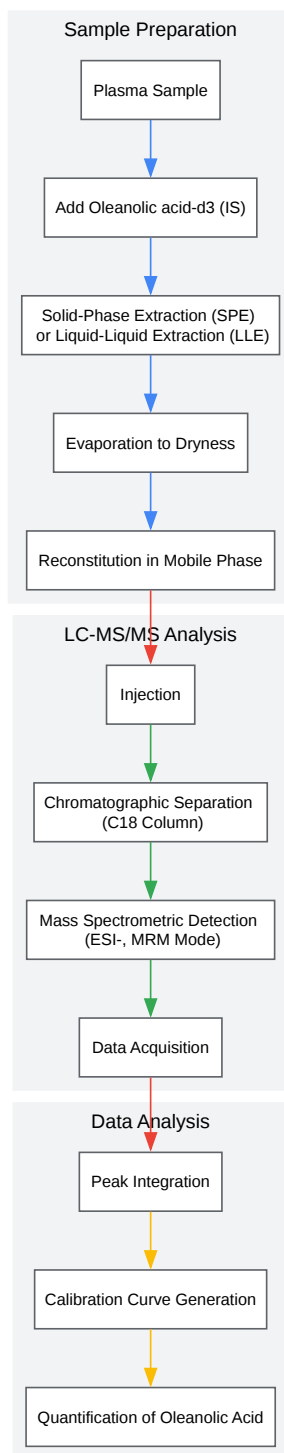 Sample Preparation
Plasma Sample
Add Oleanolic acid-d3 (IS)
Solid-Phase Extraction (SPE)
or Liquid-Liquid Extraction (LLE)
Evaporation to Dryness
Reconstitution in Mobile Phase
LC-MS/MS Analysis
Injection
Chromatographic Separation
(C18 Column)
Mass Spectrometric Detection
(ESI-, MRM Mode)
Data Acquisition
Data Analysis
Peak Integration
Calibration Curve Generation
Quantification of Oleanolic Acid